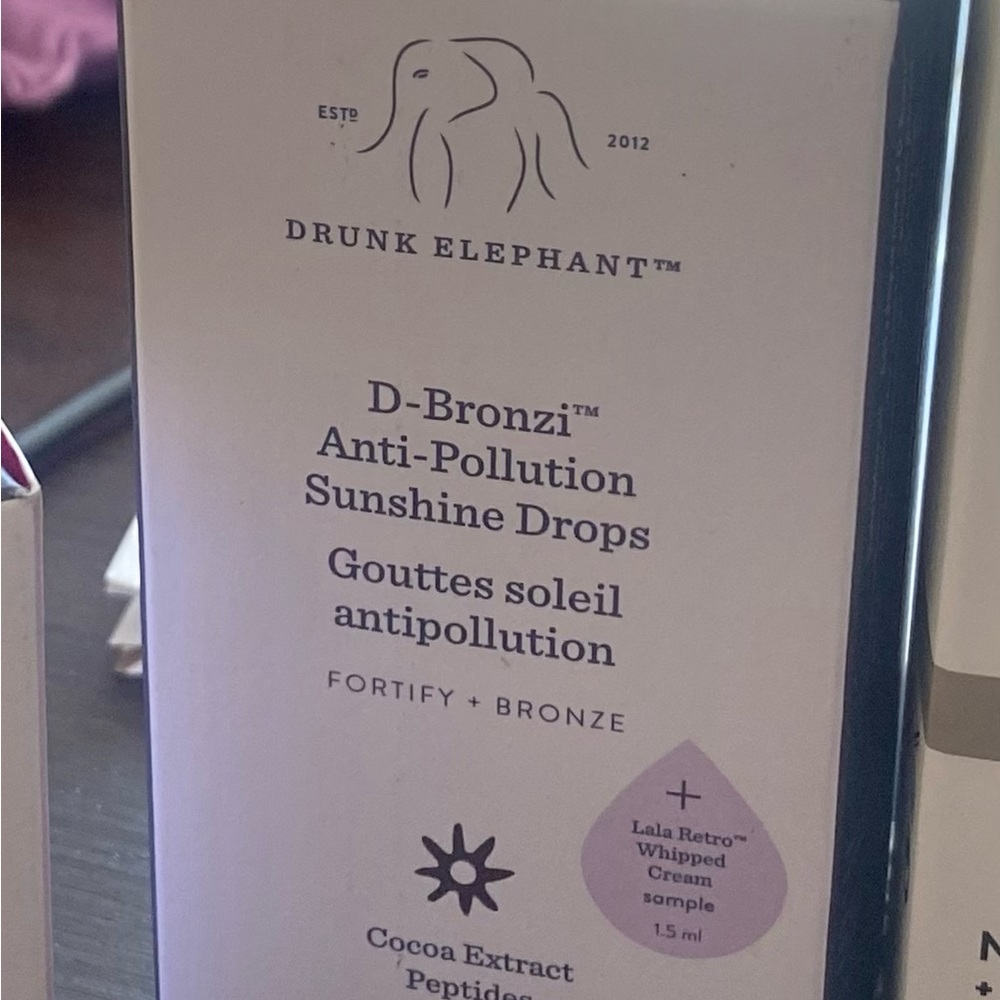 ESTD
2012
DRUNK ELEPHANT™
D-Bronzi™
Anti-Pollution
Sunshine Drops
Gouttes soleil
antipollution
FORTIFY + BRONZE
+
Lala Retro™
Whipped
Cream
sample
1.5 ml
Cocoa Extract
Peptides